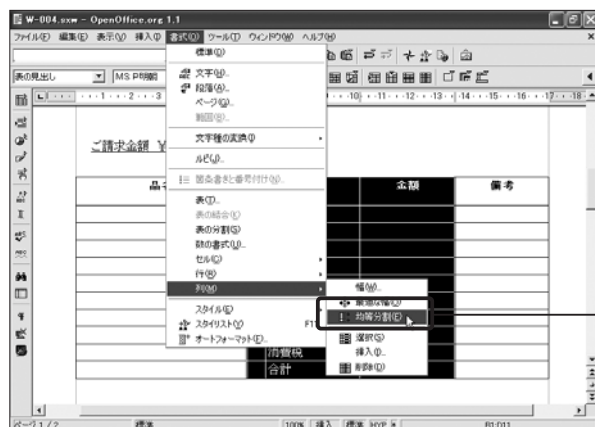 W-004.sxw - OpenOffice.org 1.1
ファイル(F) 編集(E) 表示(V) 挿入(I) 書式(O) ツール(T) ウィンドウ(W) ヘルプ(H)
標準(D)
表の見出し MS P明朝
文字(H)...
段落(A)...
ページ(G)...
範囲(R)...
文字種の変換(I)
ルビ(J)...
箇条書きと番号付け(N)...
表(T)...
表の結合(K)
表の分割(S)
数の書式(U)...
セル(C)
行(R)
列(M)
スタイル(E)
スタイリスト(Y) F11
オートフォーマット(F)...
幅(W)...
最適な幅(O)
均等分割(E)
選択(S)
挿入(I)...
削除(D)
ご請求金額 ¥
金額 備考
消費税
合計
ページ 1 / 2 標準 100% 挿入 標準 HYP B1:D11